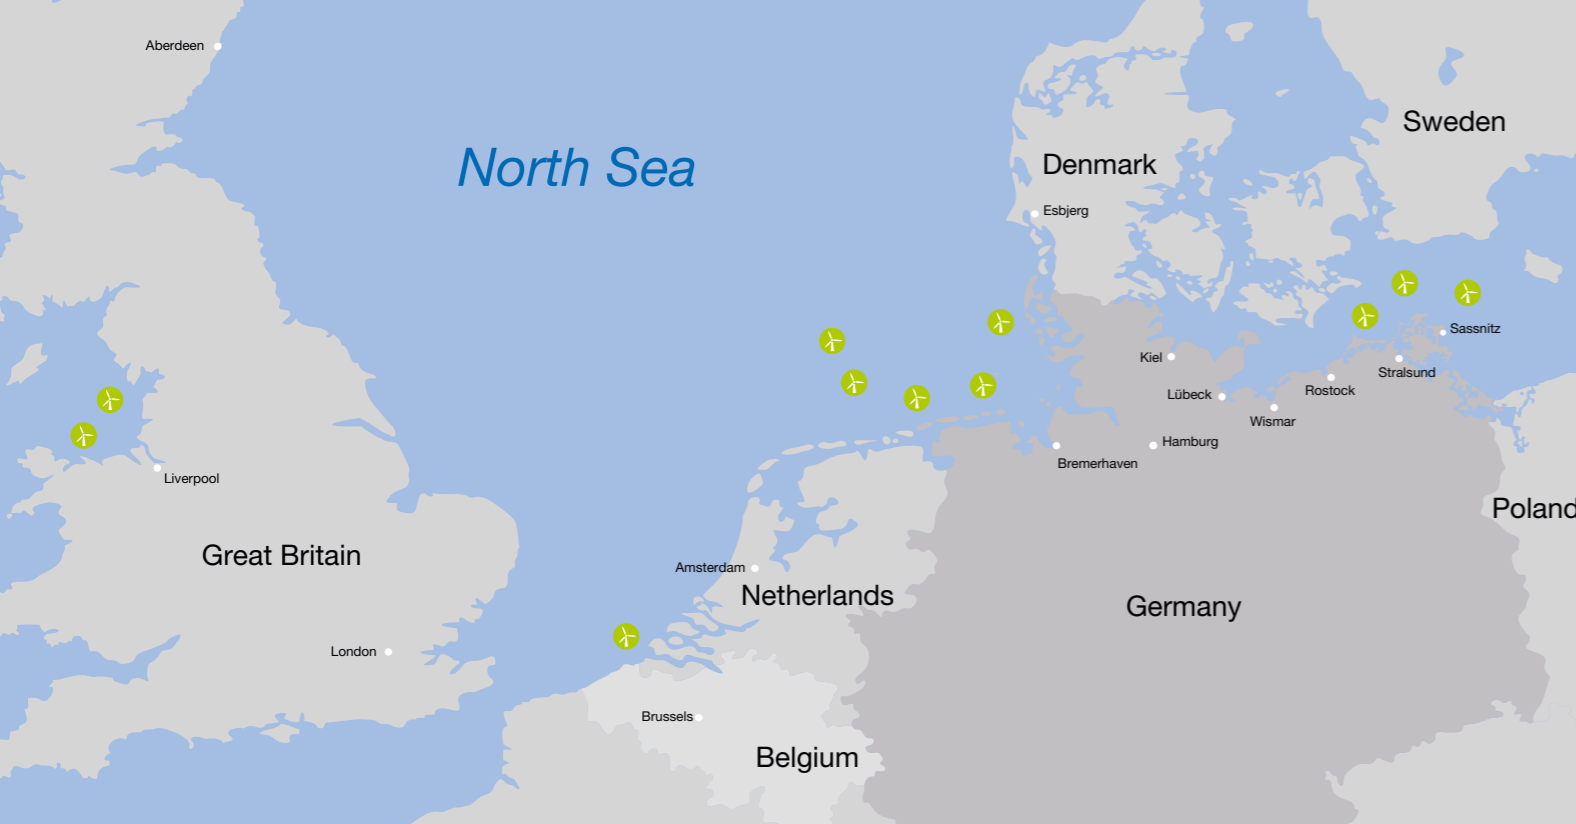 Aberdeen
Sweden
North Sea
Denmark
Esbjerg
Sassnitz
Kiel
Stralsund
Rostock
Lübeck
Wismar
Hamburg
Bremerhaven
Liverpool
Poland
Great Britain
Amsterdam
Netherlands
Germany
London
Brussels
Belgium